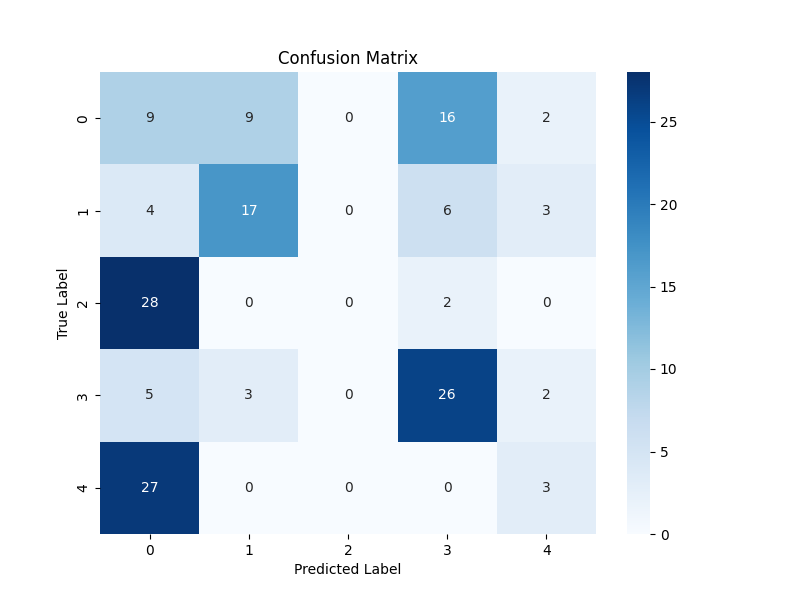 Confusion Matrix
0 9 9 0 16 2
1 4 17 0 6 3
2 28 0 0 2 0
3 5 3 0 26 2
4 27 0 0 0 3
0 1 2 3 4
Predicted Label
True Label
25
20
15
10
5
0